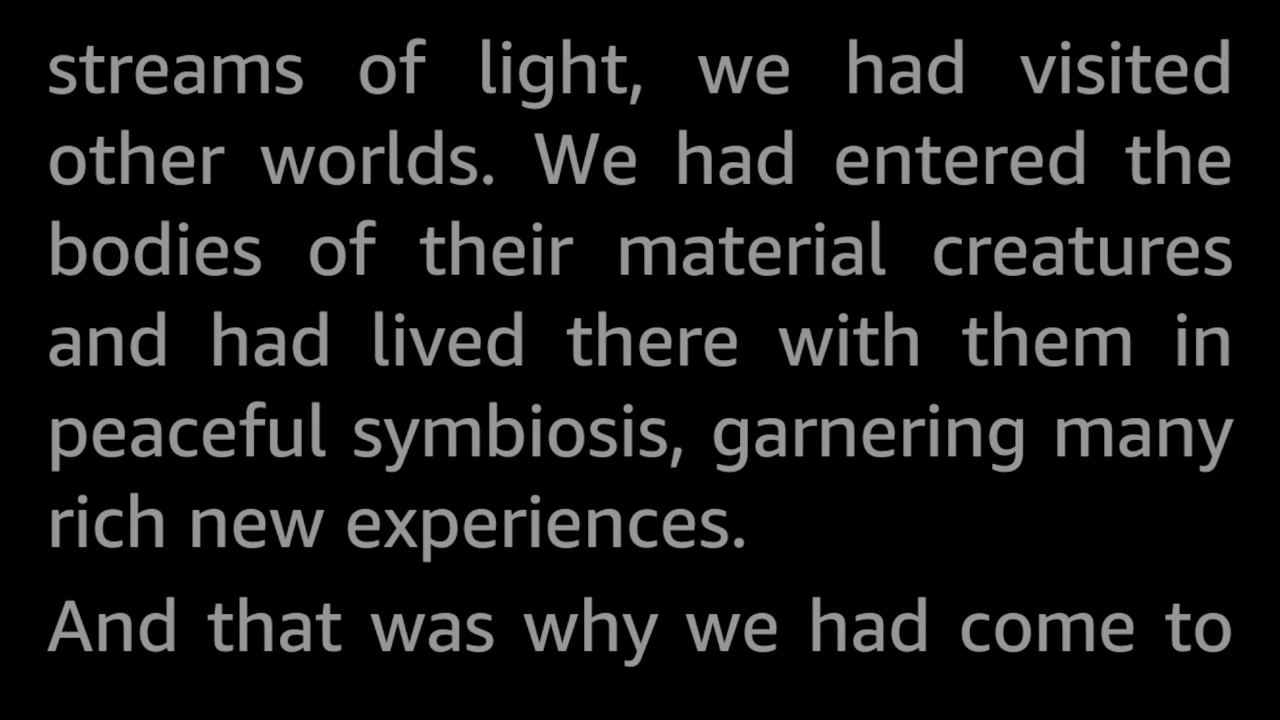 streams of light, we had visited
other worlds. We had entered the
bodies of their material creatures
and had lived there with them in
peaceful symbiosis, garnering many
rich new experiences.
And that was why we had come to